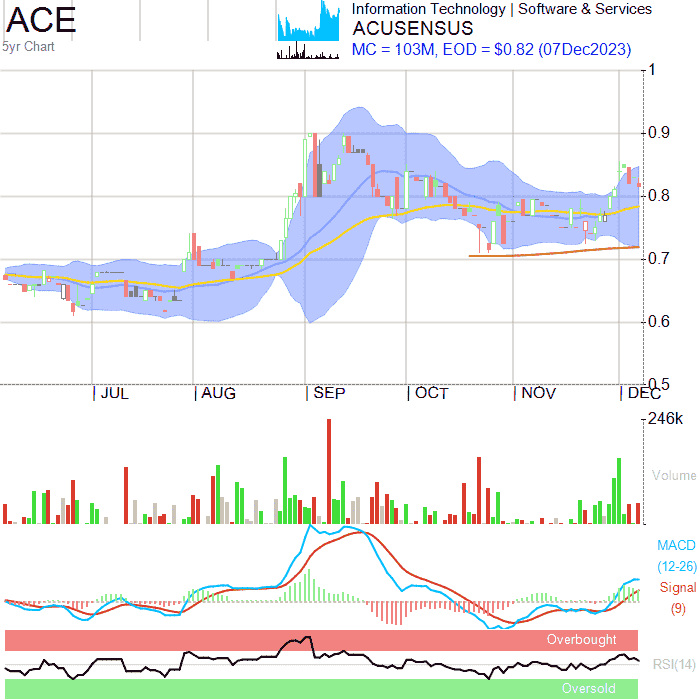 ACE
5yr Chart
Information Technology | Software & Services
ACUSENSUS
MC = 103M, EOD = $0.82 (07Dec2023)
1
0.9
0.8
0.7
0.6
0.5
JUL AUG SEP OCT NOV DEC
246k
Volume
MACD
(12-26)
Signal
(9)
Overbought
RSI(14)
Oversold